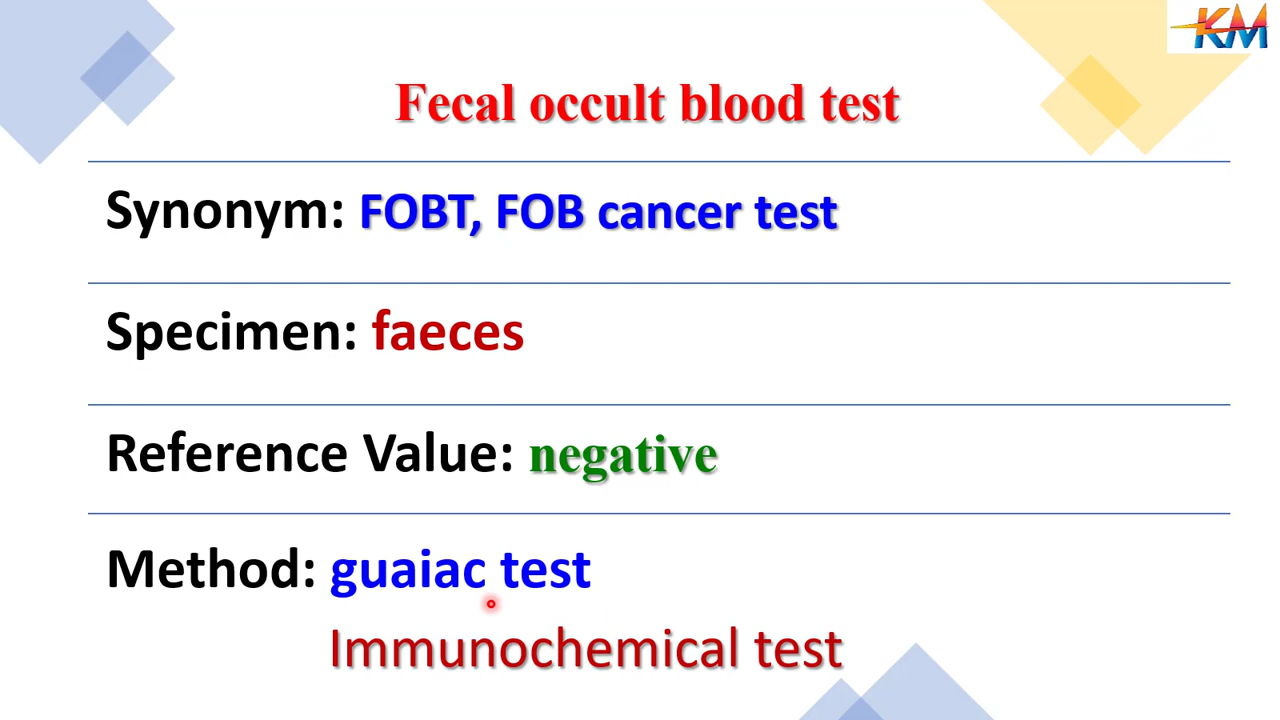 KM
Fecal occult blood test
Synonym: FOBT, FOB cancer test
Specimen: faeces
Reference Value: negative
Method: guaiac test
Immunochemical test